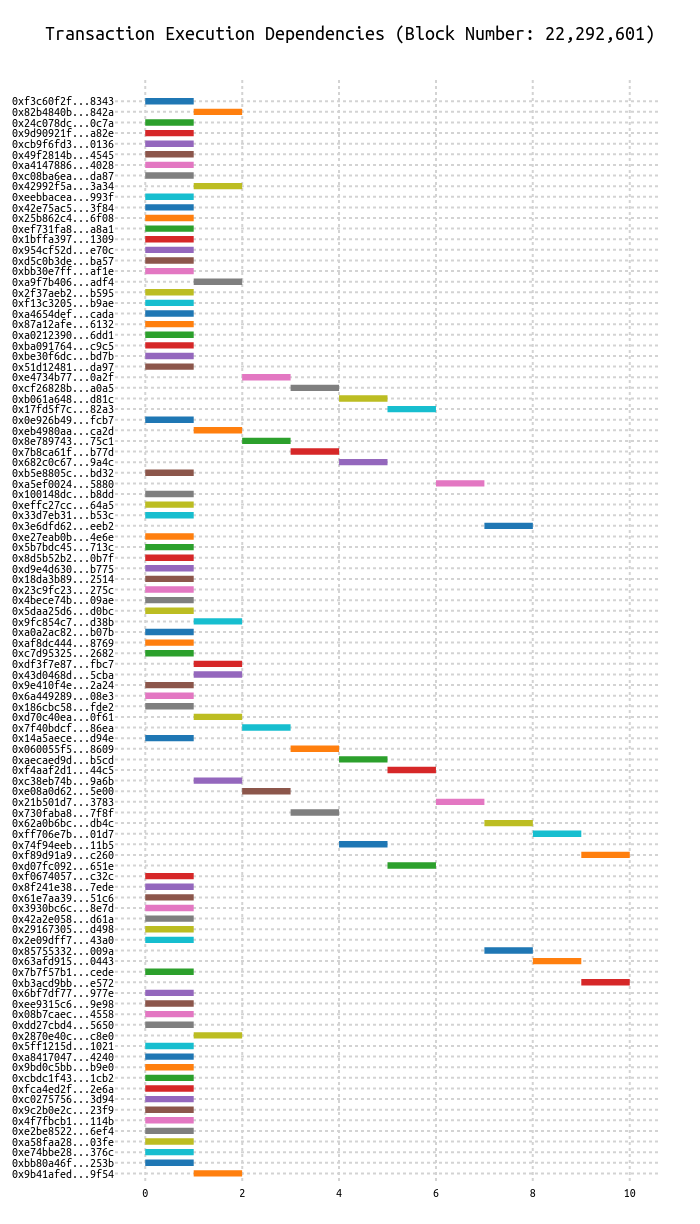 Transaction Execution Dependencies (Block Number: 22,292,601)
0xf3c60f2f...8343
0x82b4840b...842a
0x24c078dc...0c7a
0x9d90921f...a82e
0xcb9f6fd3...0136
0x49f2814b...4545
0xa4147886...4028
0xc08ba6ea...da87
0x42992f5a...3a34
0xeebbacea...993f
0x42e75ac5...3f84
0x25b862c4...6f08
0xef731fa8...a8a1
0x1bffa397...1309
0x954cf52d...e70c
0xd5c0b3de...ba57
0xbb30e7ff...af1e
0xa9f7b406...adf4
0x2f37aeb2...b595
0xf13c3205...b9ae
0xa4654def...cada
0x87a12afe...6132
0xa0212390...6dd1
0xba091764...c9c5
0xbe30f6dc...bd7b
0x51d12481...da97
0xe4734b77...0a2f
0xcf26828b...a0a5
0xb061a648...d81c
0x17fd5f7c...82a3
0x0e926b49...fcb7
0xeb4980aa...ca2d
0x8e789743...75c1
0x7b8ca61f...b77d
0x682c0c67...9a4c
0xb5e8805c...bd32
0xa5ef0024...5880
0x100148dc...b8dd
0xeffc27cc...64a5
0x33d7eb31...b53c
0x3e6dfd62...eeb2
0xe27eab0b...4e6e
0x5b7bdc45...713c
0x8d5b52b2...0b7f
0xd9e4d630...b775
0x18da3b89...2514
0x23c9fc23...275c
0x4bece74b...09ae
0x5daa25d6...d0bc
0x9fc854c7...d38b
0xa0a2ac82...b07b
0xaf8dc444...8769
0xc7d95325...2682
0xdf3f7e87...fbc7
0x43d0468d...5cba
0x9e410f4e...2a24
0x6a449289...08e3
0x186cbc58...fde2
0xd70c40ea...0f61
0x7f40bdcf...86ea
0x14a5aece...d94e
0x060055f5...8609
0xaecaed9d...b5cd
0xf4aaf2d1...44c5
0xc38eb74b...9a6b
0xe08a0d62...5e00
0x21b501d7...3783
0x730faba8...7f8f
0x62a0b6bc...db4c
0xff706e7b...01d7
0x74f94eeb...11b5
0xf89d91a9...c260
0xd07fc092...651e
0xf0674057...c32c
0x8f241e38...7ede
0x61e7aa39...51c6
0x3930bc6c...8e7d
0x42a2e058...d61a
0x29167305...d498
0x2e09dff7...43a0
0x85755332...009a
0x63afd915...0443
0x7b7f57b1...cede
0xb3acd9bb...e572
0x6bf7df77...977e
0xee9315c6...9e98
0x08b7caec...4558
0xdd27cbd4...5650
0x2870e40c...c8e0
0x5ff1215d...1021
0xa8417047...4240
0x9bd0c5bb...b9e0
0xcbdc1f43...1cb2
0xfca4ed2f...2e6a
0xc0275756...3d94
0x9c2b0e2c...23f9
0x4f7fbcb1...114b
0xe2be8522...6ef4
0xa58faa28...03fe
0xe74bbe28...376c
0xbb80a46f...253b
0x9b41afed...9f54
0 2 4 6 8 10